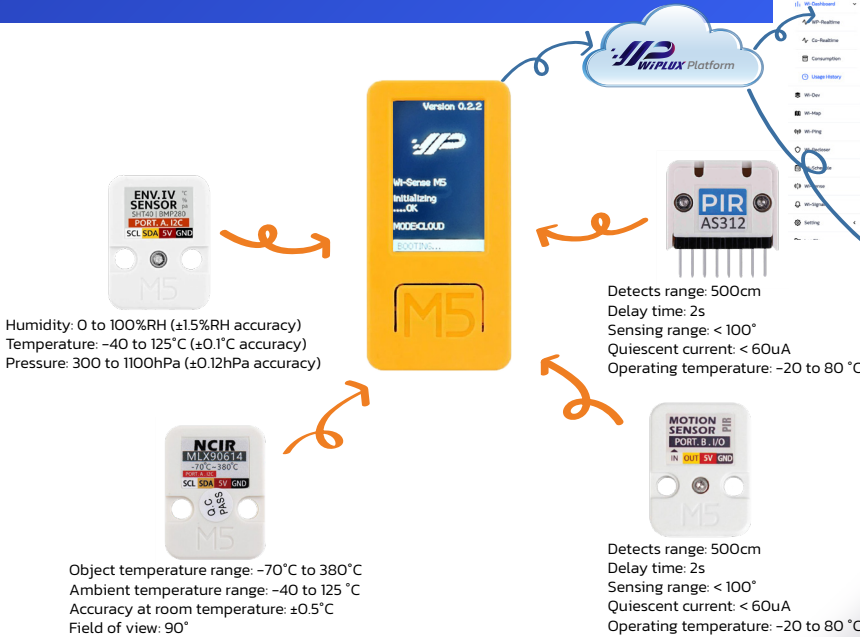 Wi-Dashboard
WP-Realtime
Co-Realtime
Consumption
Usage History
Wi-Dev
Wi-Map
Wi-Ping
Setting
WiPLUX Platform
Version 0.2.2
Wi-Sense M5
Initializing
....OK
MODE:CLOUD
BOOTING...
M5
ENV.IV
SENSOR
°C
%
pa
SHT40 | BMP280
PORT. A. I2C
SCL SDA 5V GND
M5
Humidity: 0 to 100%RH (±1.5%RH accuracy)
Temperature: -40 to 125°C (±0.1°C accuracy)
Pressure: 300 to 1100hPa (±0.12hPa accuracy)
PIR
AS312
Detects range: 500cm
Delay time: 2s
Sensing range: < 100°
Quiescent current: < 60uA
Operating temperature: -20 to 80 °C
NCIR
MLX90614
-70°C~380°C
PORT. A. I2C
SCL SDA 5V GND
Q.C
PASS
M5
Object temperature range: -70°C to 380°C
Ambient temperature range: -40 to 125 °C
Accuracy at room temperature: ±0.5°C
Field of view: 90°
MOTION
SENSOR PIR
PORT. B. I/O
IN OUT 5V GND
M5
Detects range: 500cm
Delay time: 2s
Sensing range: < 100°
Quiescent current: < 60uA
Operating temperature: -20 to 80 °C